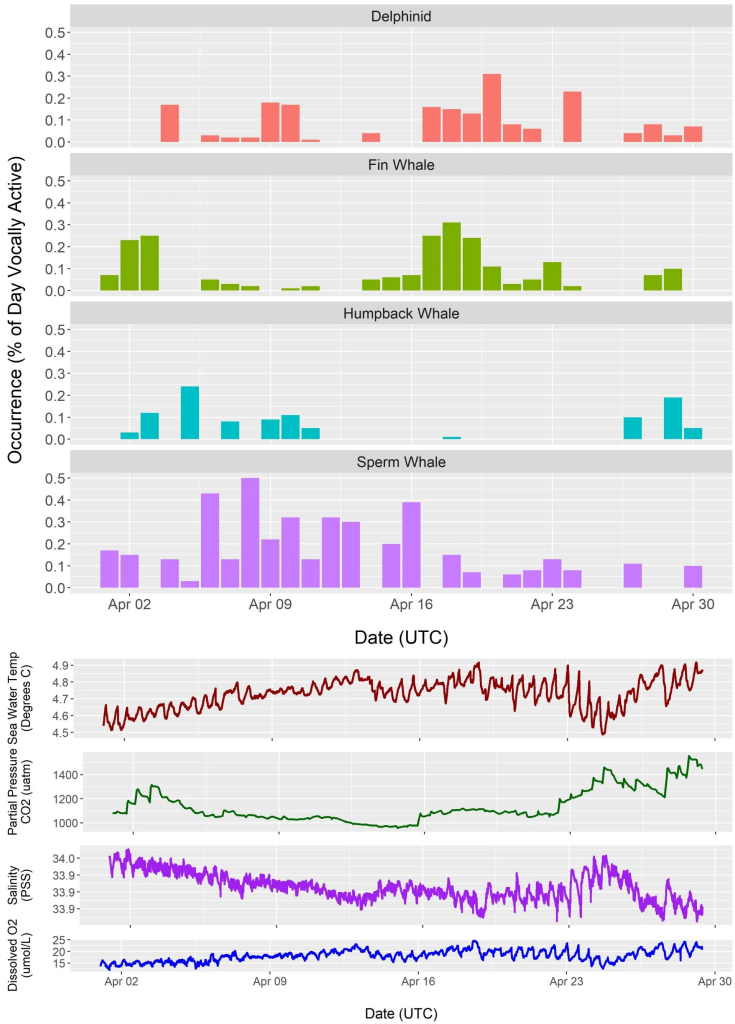 Delphinid
0.5
0.4
0.3
0.2
0.1
0.0
Fin Whale
0.5
0.4
0.3
0.2
0.1
0.0
Humpback Whale
0.5
0.4
0.3
0.2
0.1
0.0
Sperm Whale
0.5
0.4
0.3
0.2
0.1
0.0
Occurrence (% of Day Vocally Active)
Apr 02 Apr 09 Apr 16 Apr 23 Apr 30
Date (UTC)
Sea Water Temp
(Degrees C)
4.9
4.8
4.7
4.6
4.5
Partial Pressure
CO2 (uatm)
1400
1200
1000
Salinity
(PSS)
34.0
33.9
33.9
33.9
Dissolved O2
(umol/L)
25
20
15
Apr 02 Apr 09 Apr 16 Apr 23 Apr 30
Date (UTC)